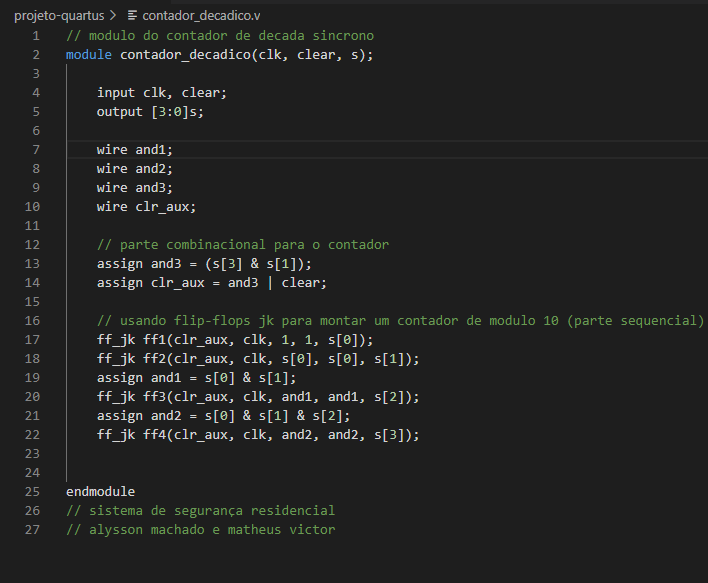 projeto-quartus > contador_decadico.v
1 // modulo do contador de decada sincrono
2 module contador_decadico(clk, clear, s);
3
4 input clk, clear;
5 output [3:0]s;
6
7 wire and1;
8 wire and2;
9 wire and3;
10 wire clr_aux;
11
12 // parte combinacional para o contador
13 assign and3 = (s[3] & s[1]);
14 assign clr_aux = and3 | clear;
15
16 // usando flip-flops jk para montar um contador de modulo 10 (parte sequencial)
17 ff_jk ff1(clr_aux, clk, 1, 1, s[0]);
18 ff_jk ff2(clr_aux, clk, s[0], s[0], s[1]);
19 assign and1 = s[0] & s[1];
20 ff_jk ff3(clr_aux, clk, and1, and1, s[2]);
21 assign and2 = s[0] & s[1] & s[2];
22 ff_jk ff4(clr_aux, clk, and2, and2, s[3]);
23
24
25 endmodule
26 // sistema de segurança residencial
27 // alysson machado e matheus victor